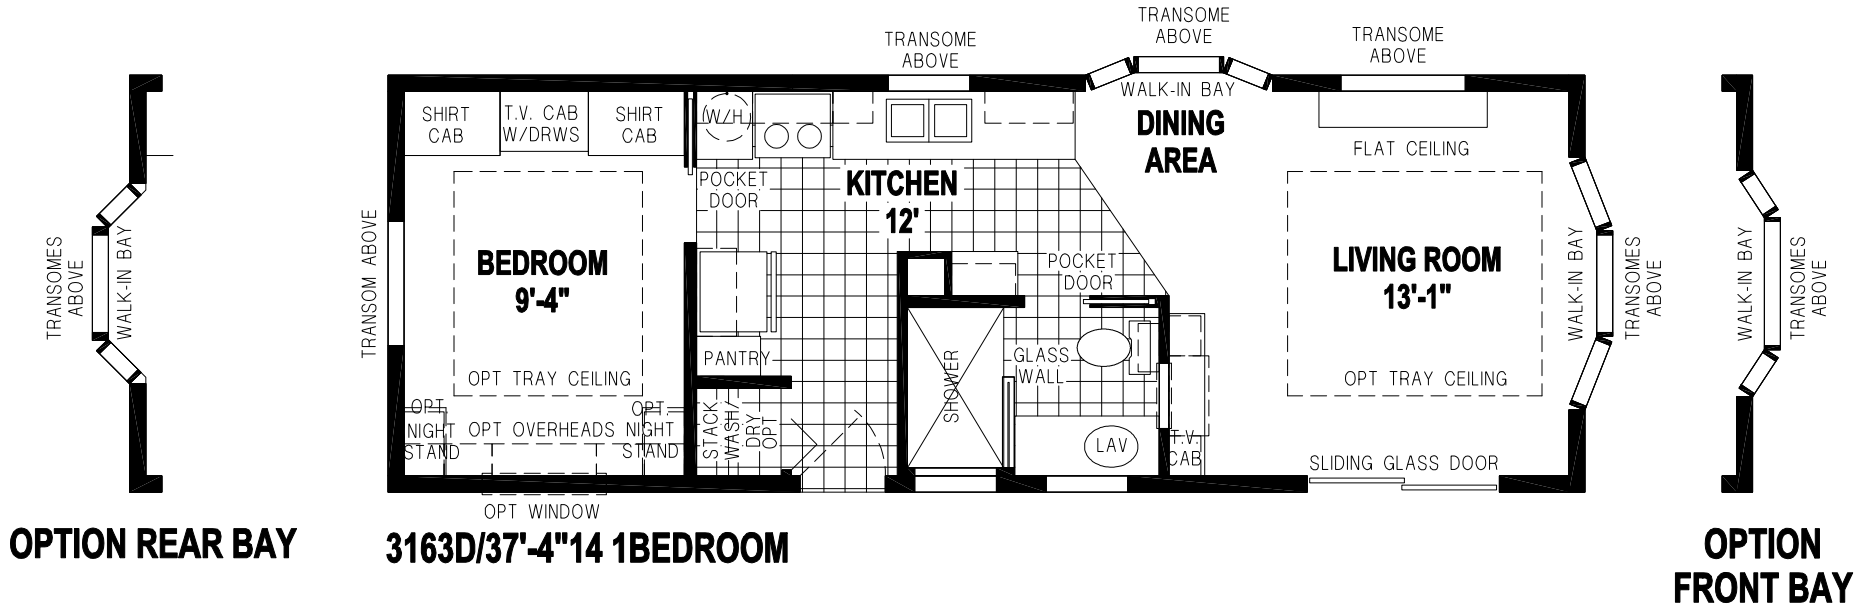 TRANSOME
ABOVE
TRANSOME
ABOVE
TRANSOME
ABOVE
WALK-IN BAY
SHIRT
CAB
T.V. CAB
W/DRWS
SHIRT
CAB
W/H
DINING
AREA
FLAT CEILING
POCKET
DOOR
KITCHEN
12'
TRANSOMES
ABOVE
WALK-IN BAY
TRANSOM ABOVE
BEDROOM
9'-4"
POCKET
DOOR
LIVING ROOM
13'-1"
WALK-IN BAY
TRANSOMES
ABOVE
WALK-IN BAY
TRANSOMES
ABOVE
PANTRY
SHOWER
GLASS
WALL
OPT TRAY CEILING
OPT TRAY CEILING
OPT
NIGHT
STAND
OPT OVERHEADS
OPT
NIGHT
STAND
STACK
WASH/
DRY
OPT
LAV
T.V.
CAB
SLIDING GLASS DOOR
OPT WINDOW
OPTION REAR BAY
3163D/37'-4"14 1BEDROOM
OPTION
FRONT BAY